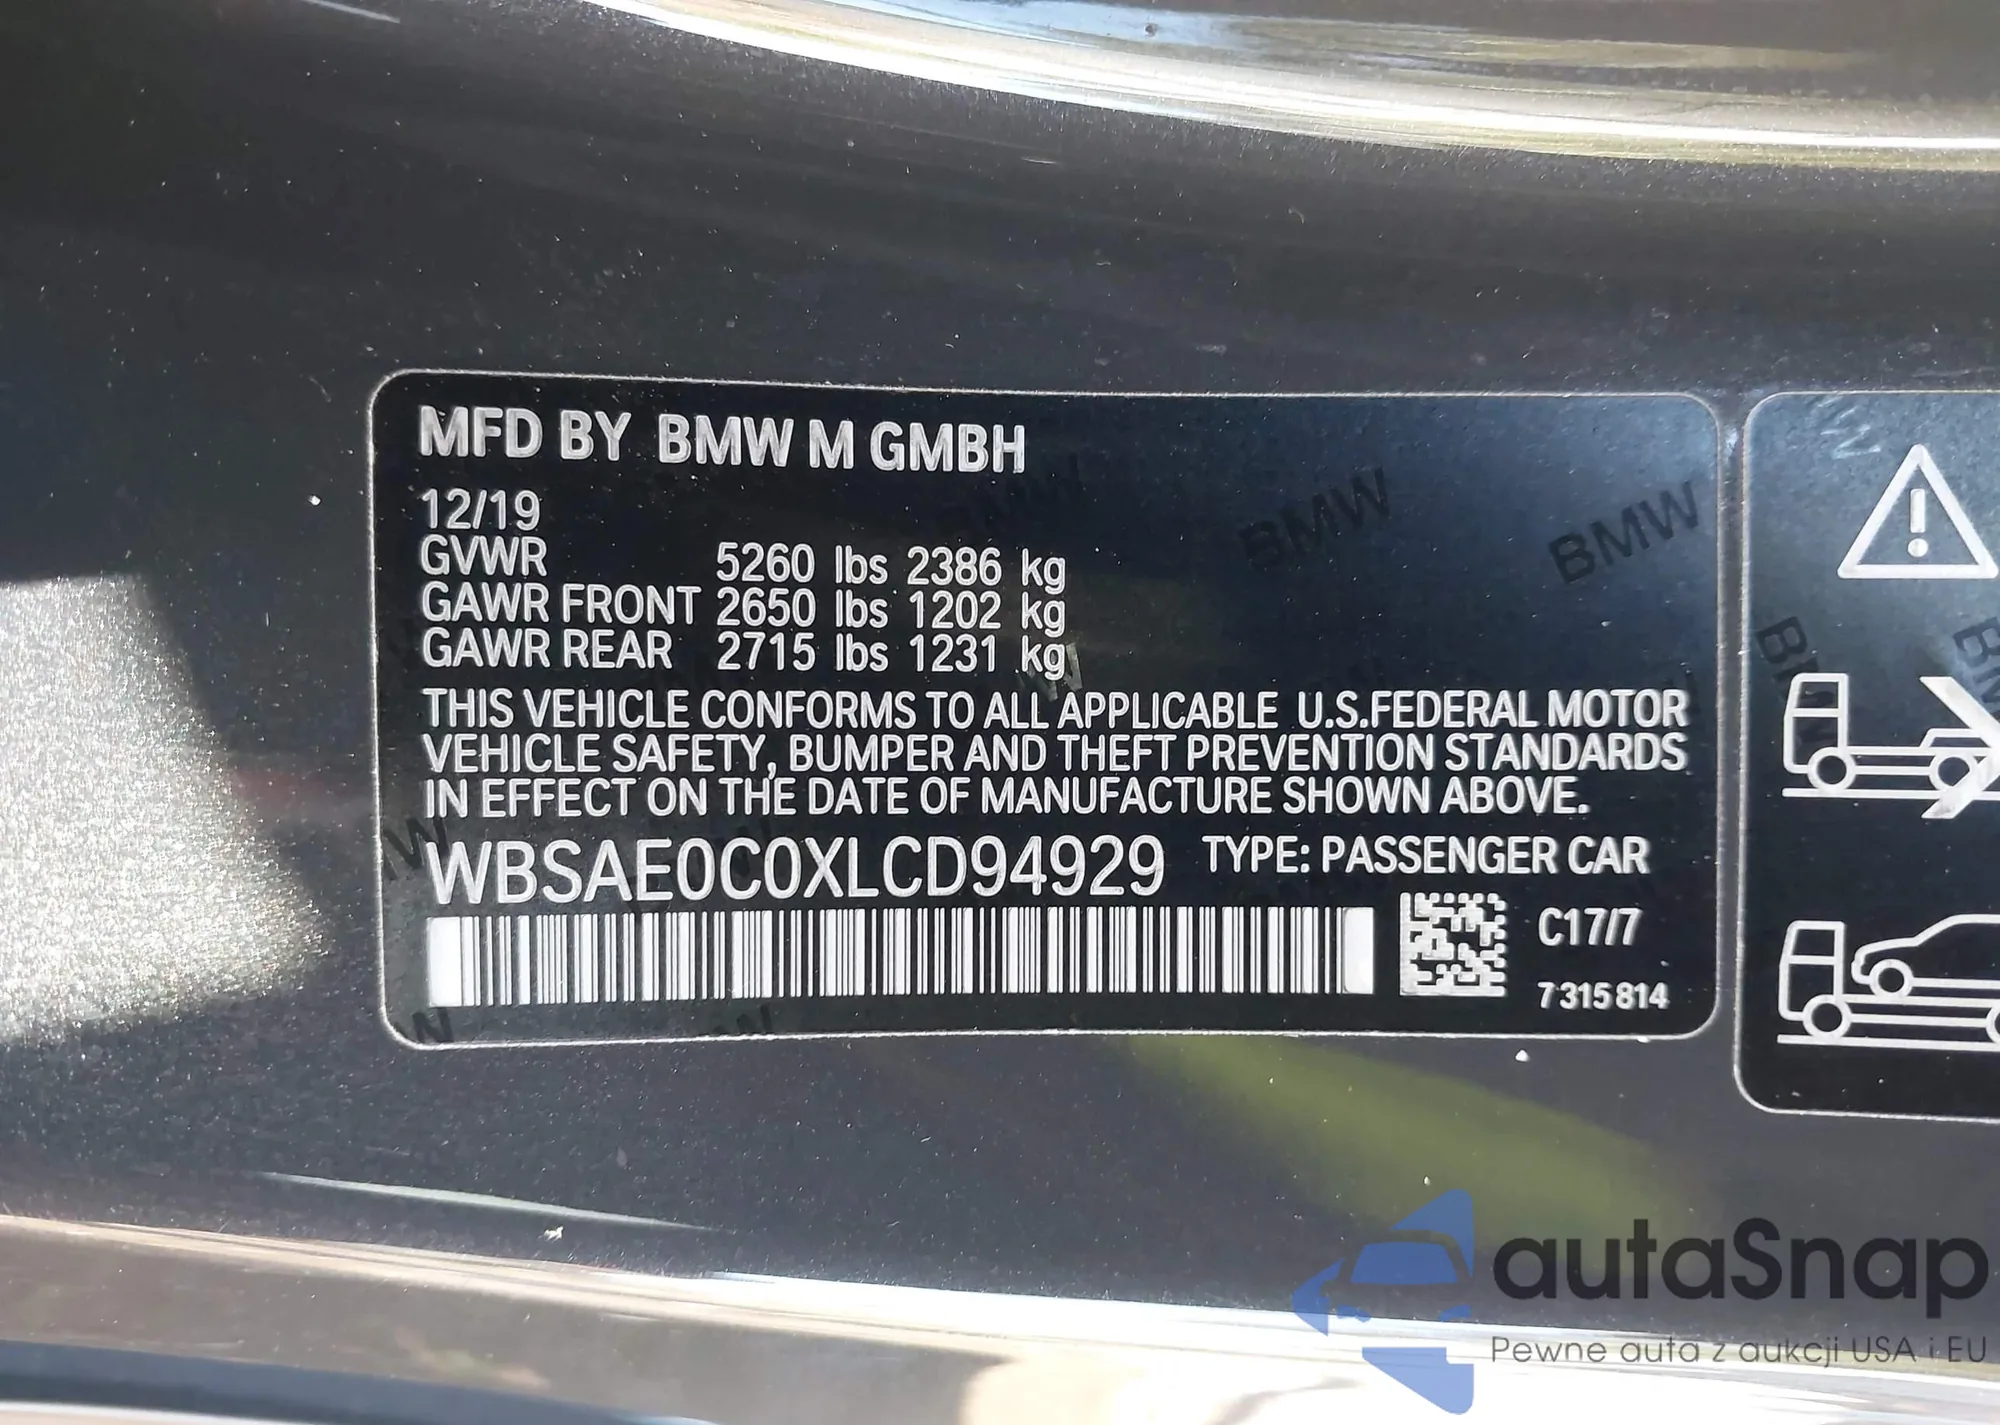 MFD BY BMW M GMBH
12/19
GVWR 5260 lbs 2386 kg
GAWR FRONT 2650 lbs 1202 kg
GAWR REAR 2715 lbs 1231 kg
THIS VEHICLE CONFORMS TO ALL APPLICABLE U.S.FEDERAL MOTOR
VEHICLE SAFETY, BUMPER AND THEFT PREVENTION STANDARDS
IN EFFECT ON THE DATE OF MANUFACTURE SHOWN ABOVE.
WBSAE0C0XLCD94929 TYPE: PASSENGER CAR
C17/7
7315814
BMW
BMW
BMW
autaSnap
Pewne auta z aukcji USA i EU